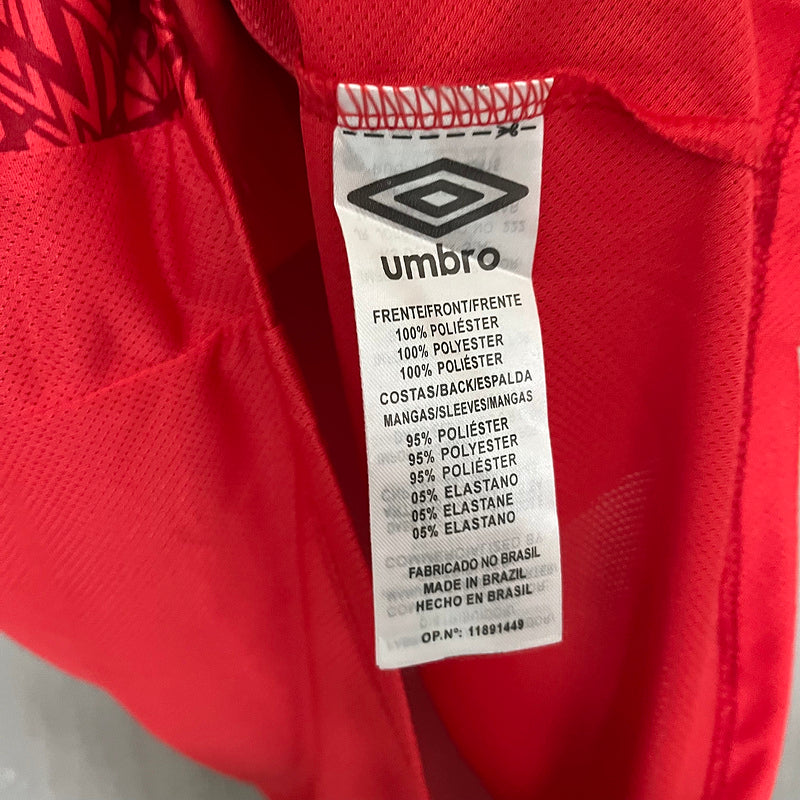 umbro
FRENTE/FRONT/FRENTE
100% POLIÉSTER
100% POLYESTER
100% POLIÉSTER
COSTAS/BACK/ESPALDA
MANGAS/SLEEVES/MANGAS
95% POLIÉSTER
95% POLYESTER
95% POLIÉSTER
05% ELASTANO
05% ELASTANE
05% ELASTANO
FABRICADO NO BRASIL
MADE IN BRAZIL
HECHO EN BRASIL
OP.Nº: 11891449